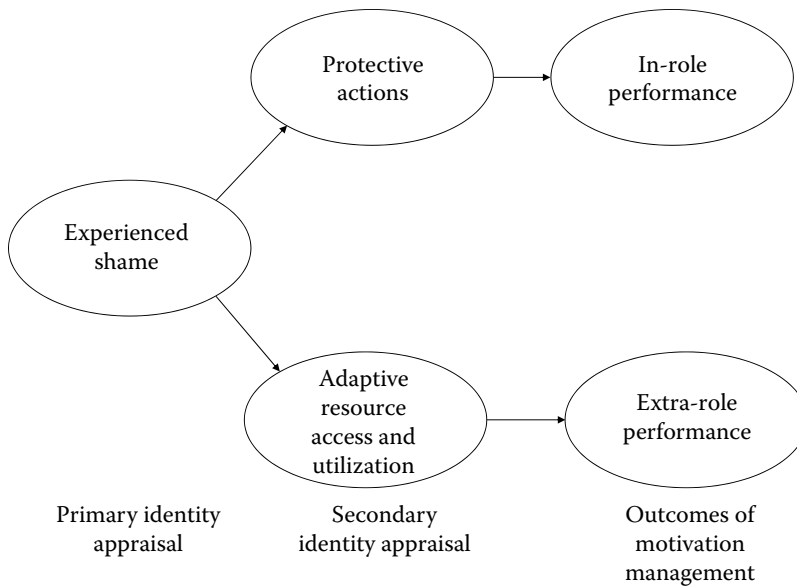 Protective
actions
In-role
performance
Experienced
shame
Adaptive
resource
access and
utilization
Extra-role
performance
Primary identity
appraisal
Secondary
identity appraisal
Outcomes of
motivation
management